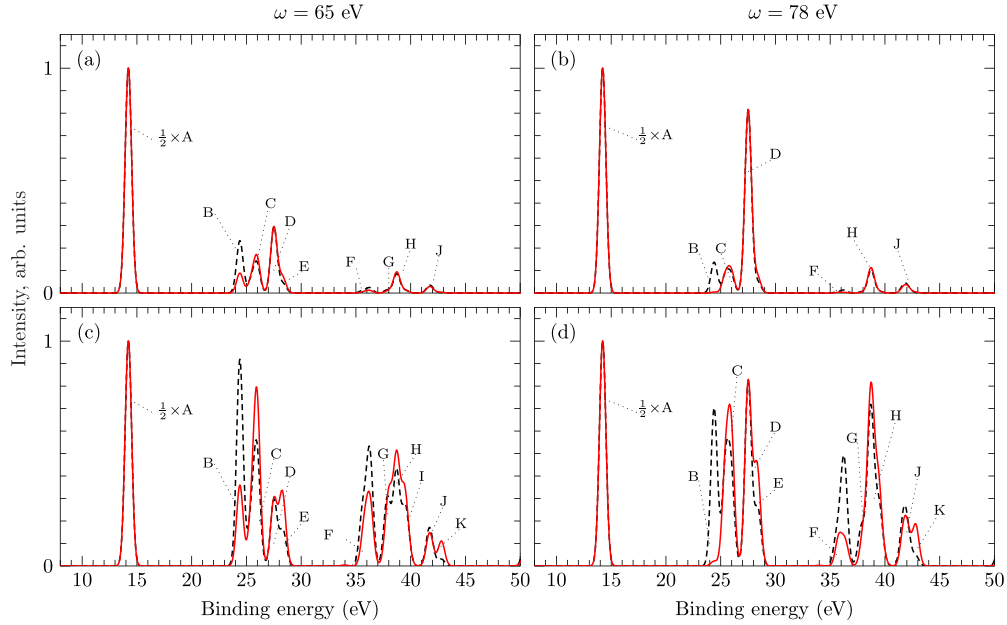 ω = 65 eV
ω = 78 eV
(a)
1
½×A
B
C
D
E
F
G
H
J
0
(b)
½×A
B
C
D
F
H
J
Intensity, arb. units
(c)
1
½×A
B
C
D
E
F
G
H
I
J
K
0
(d)
½×A
B
C
D
E
F
G
H
J
K
10 15 20 25 30 35 40 45 50
10 15 20 25 30 35 40 45 50
Binding energy (eV)
Binding energy (eV)